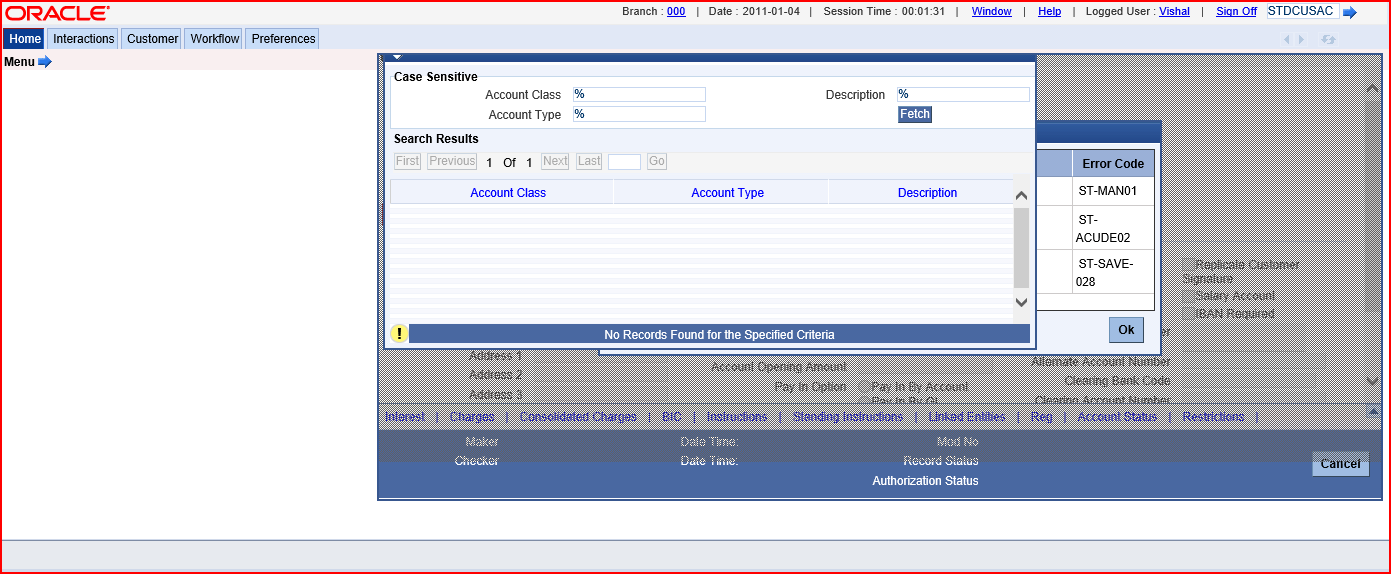 ORACLE
Branch : 000 | Date : 2011-01-04 | Session Time : 00:01:31 | Window | Help | Logged User : Vishal | Sign Off STDCUSAC
Home Interactions Customer Workflow Preferences
Menu
Case Sensitive
Account Class % Description %
Account Type % Fetch
Search Results
First Previous 1 Of 1 Next Last Go
Account Class Account Type Description
No Records Found for the Specified Criteria
Error Code
ST-MAN01
ST-
ACUDE02
ST-SAVE-
028
Ok
Replicate Customer
Signature
Salary Account
IBAN Required
Address 1
Address 2
Address 3
Account Opening Amount
Pay In Option Pay In By Account
Pay In By GL
Alternate Account Number
Clearing Bank Code
Clearing Account Number
Interest | Charges | Consolidated Charges | BIC | Instructions | Standing Instructions | Linked Entities | Reg | Account Status | Restrictions |
Maker Date Time: Mod No
Checker Date Time: Record Status
Authorization Status
Cancel